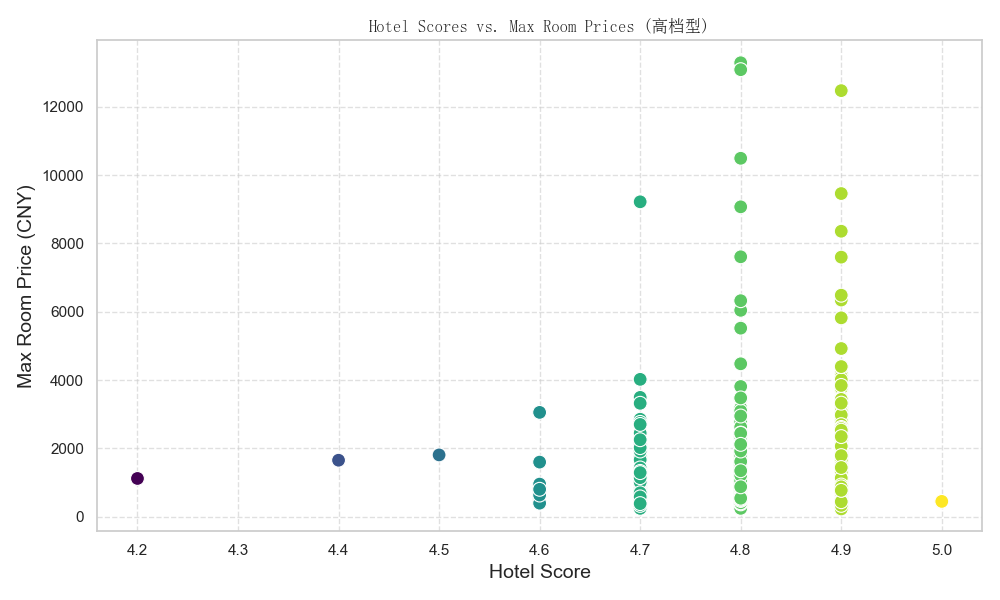 Hotel Scores vs. Max Room Prices (高档型)
Max Room Price (CNY)
12000
10000
8000
6000
4000
2000
0
4.2 4.3 4.4 4.5 4.6 4.7 4.8 4.9 5.0
Hotel Score